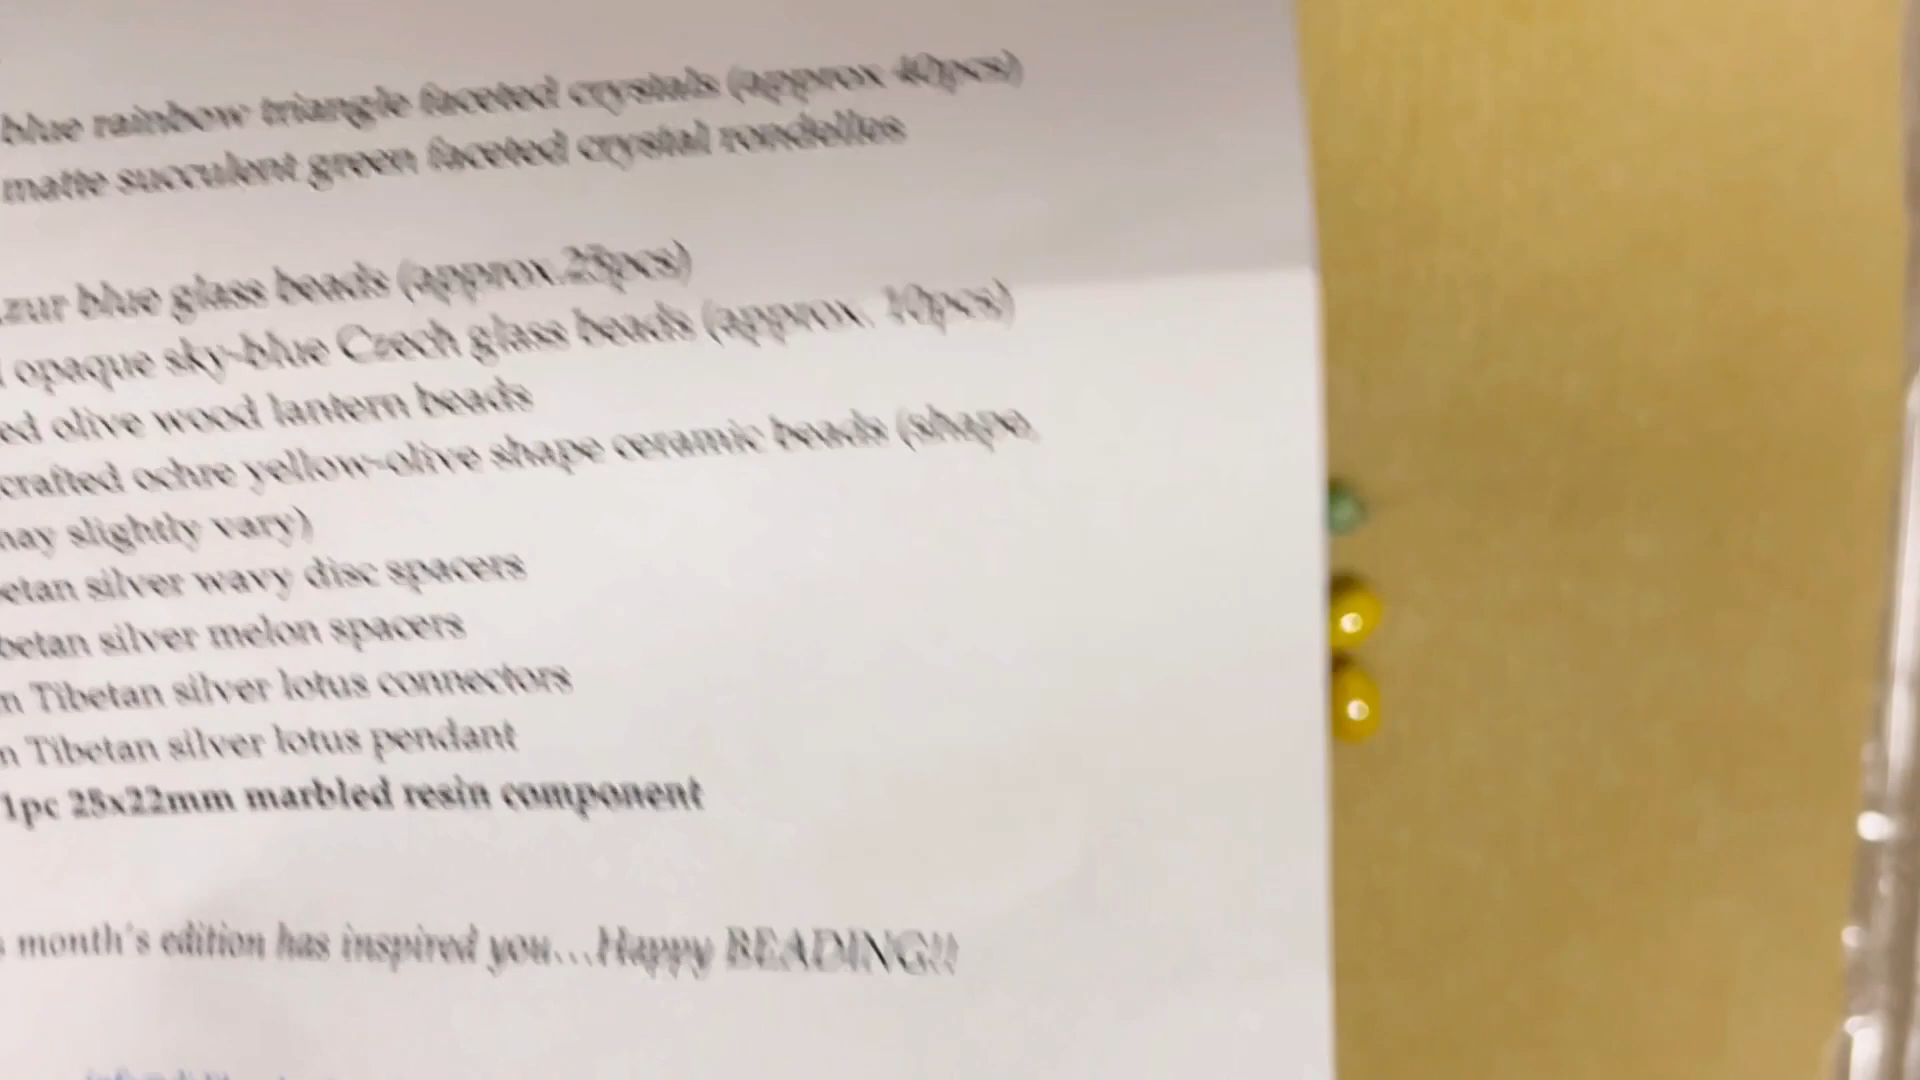 blue rainbow triangle faceted crystals (approx 40pcs)
matte succulent green faceted crystal rondelles
zur blue glass beads (approx.25pcs)
opaque sky-blue Czech glass beads (approx. 10pcs)
ed olive wood lantern beads
crafted ochre yellow-olive shape ceramic beads (shape
may slightly vary)
etan silver wavy disc spacers
betan silver melon spacers
m Tibetan silver lotus connectors
m Tibetan silver lotus pendant
1pc 25x22mm marbled resin component
month's edition has inspired you...Happy BEADING!!